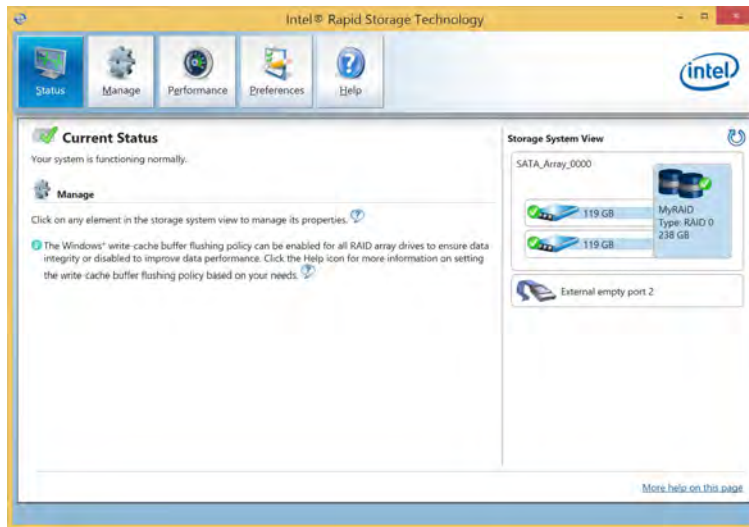 Intel® Rapid Storage Technology
Status
Manage
Performance
Preferences
Help
intel
Current Status
Your system is functioning normally.
Manage
Click on any element in the storage system view to manage its properties.
The Windows* write-cache buffer flushing policy can be enabled for all RAID array drives to ensure data
integrity or disabled to improve data performance. Click the Help icon for more information on setting
the write-cache buffer flushing policy based on your needs.
Storage System View
SATA_Array_0000
119 GB
119 GB
MyRAID
Type: RAID 0
238 GB
External empty port 2
More help on this page